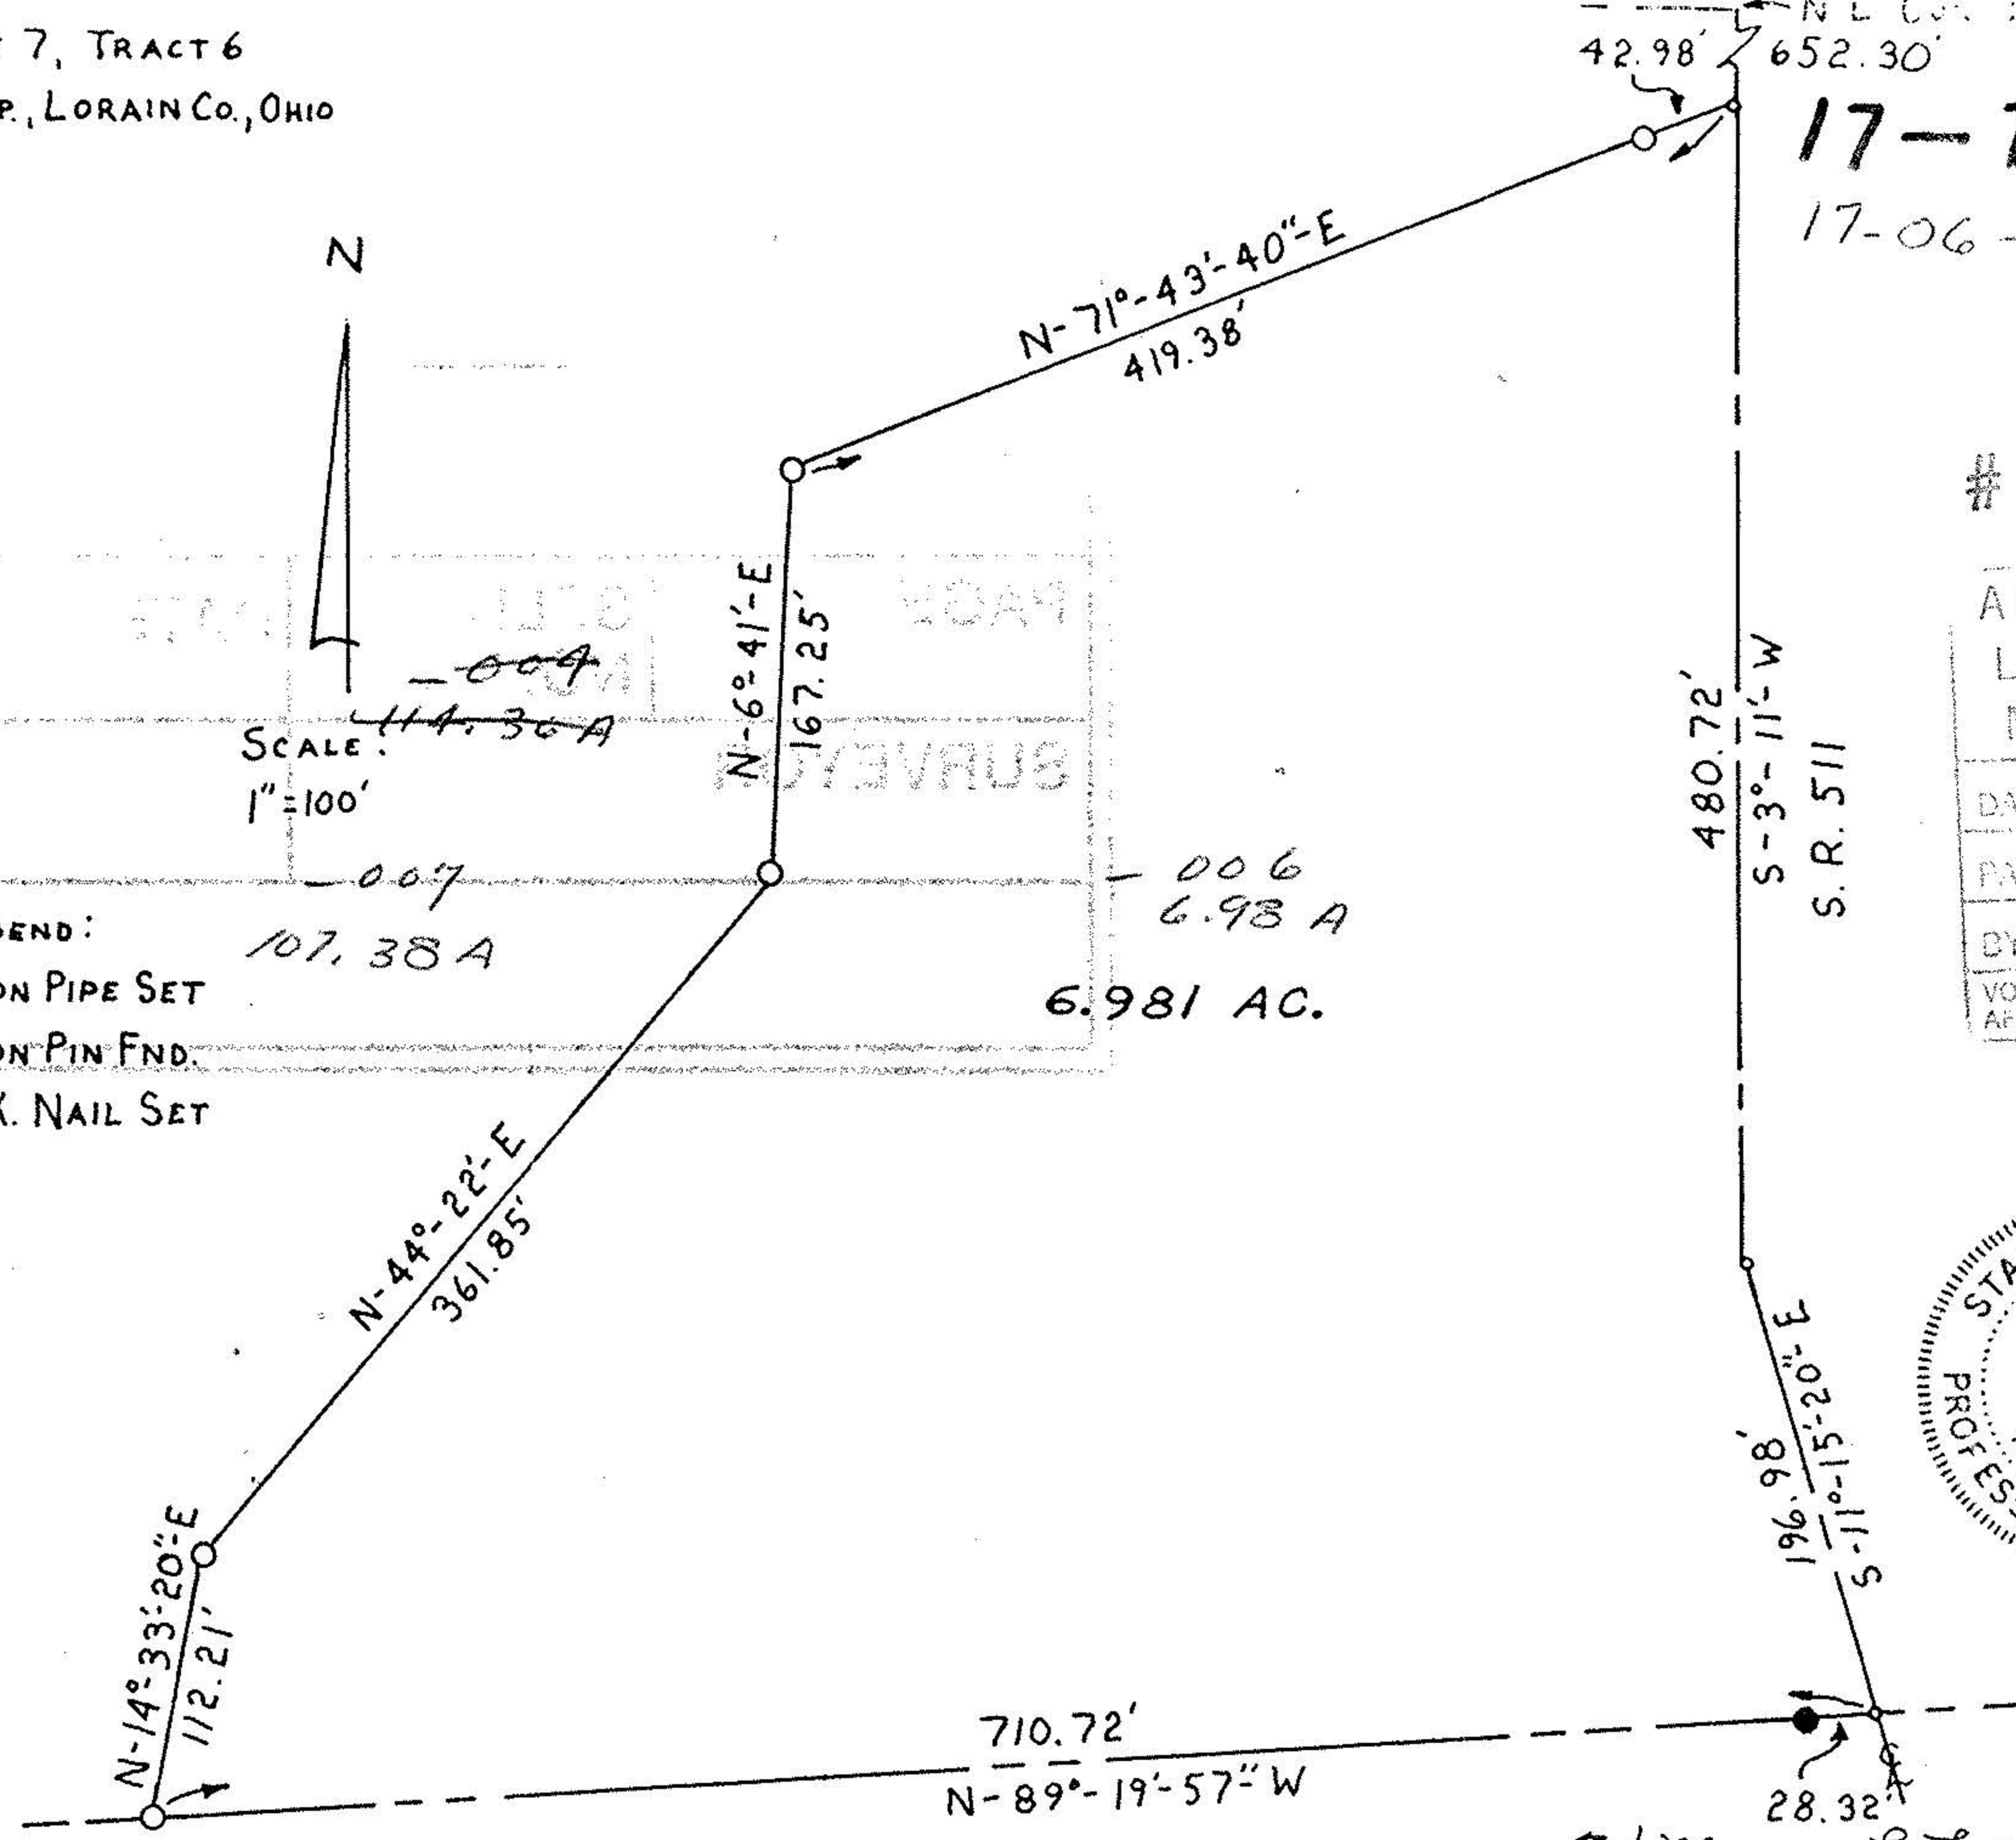 7, TRACT 6
P., LORAIN CO., OHIO
42.98'
652.30'
17-
17-06-
N
N-71°-43'-40"-E
419.38'
#
N-6°-41'-E
167.25'
-004
114.36A
SCALE:
1"=100'
480.72'
S-3°-11'-W
S.R. 511
SURVEYOR
-007
107.38 A
-006
6.98 A
6.981 AC.
END:
ON PIPE SET
ON PIN FND.
K. NAIL SET
N-44°-22'-E
361.85'
196.98'
S-11°-15'-20"-E
N-14°-33'-20"-E
112.21'
710.72'
N-89°-19'-57"W
28.32'